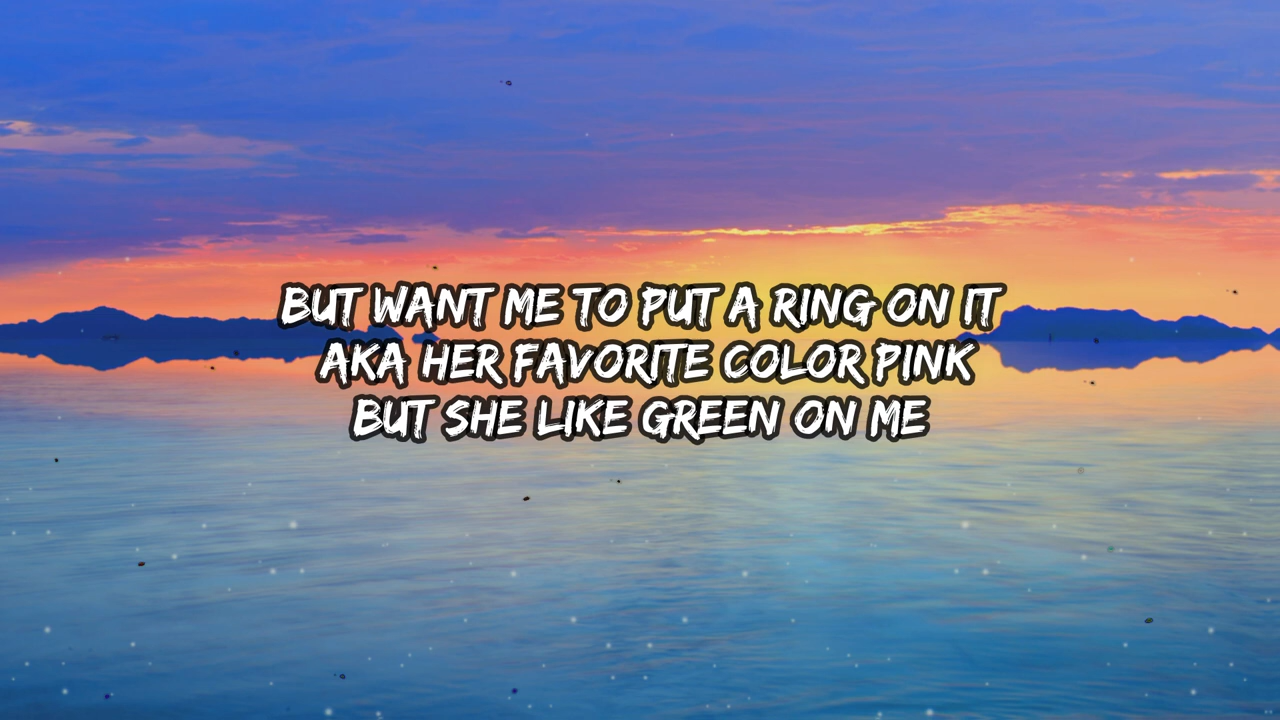 BUT WANT ME TO PUT A RING ON IT
AKA HER FAVORITE COLOR PINK
BUT SHE LIKE GREEN ON ME